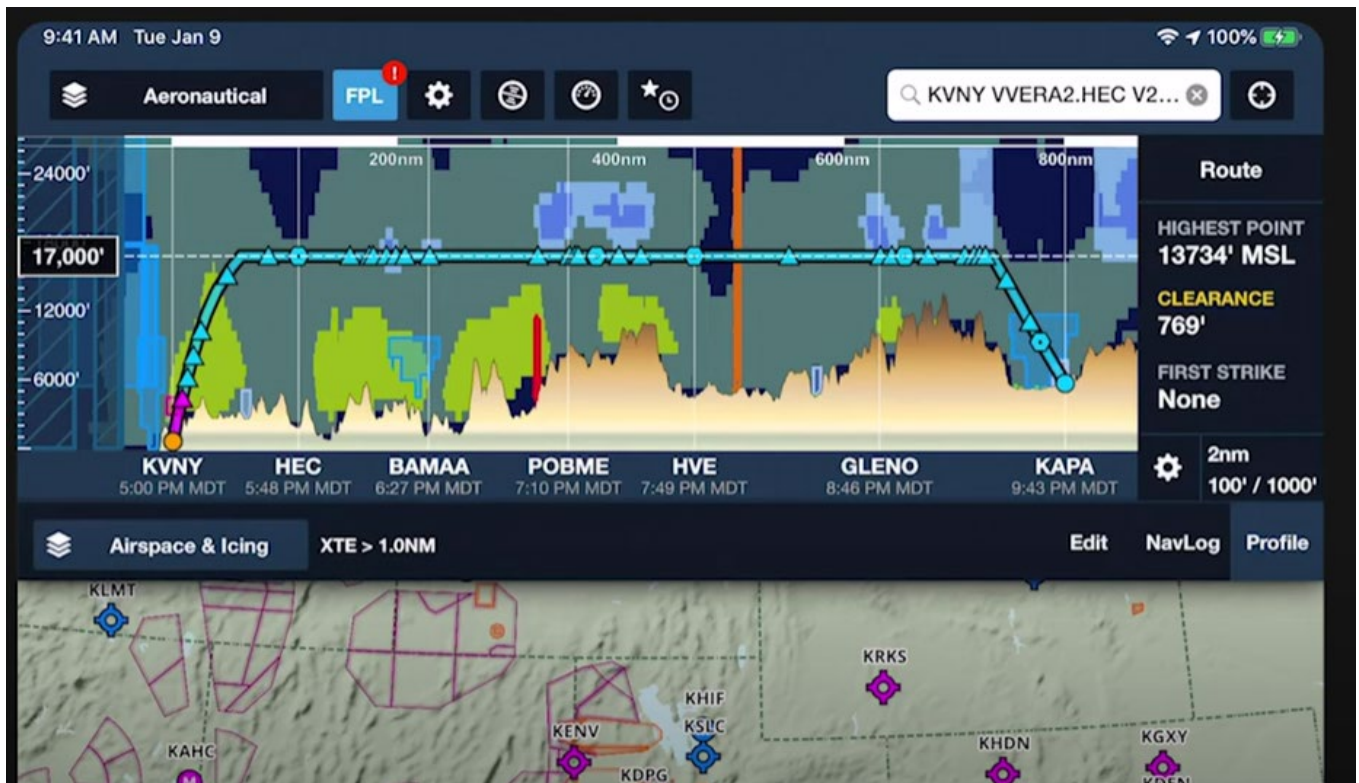 9:41 AM Tue Jan 9
100%
Aeronautical
FPL
!
KVNY VVERA2.HEC V2...
200nm 400nm 600nm 800nm
24000'
17,000'
12000'
6000'
Route
HIGHEST POINT
13734' MSL
CLEARANCE
769'
FIRST STRIKE
None
2nm
100' / 1000'
KVNY HEC BAMAA POBME HVE GLENO KAPA
5:00 PM MDT 5:48 PM MDT 6:27 PM MDT 7:10 PM MDT 7:49 PM MDT 8:46 PM MDT 9:43 PM MDT
Airspace & Icing XTE > 1.0NM Edit NavLog Profile
KLMT
KRKS
KHIF
KENV KSLC
KAHC KHDN KGXY
KDPG KDEN